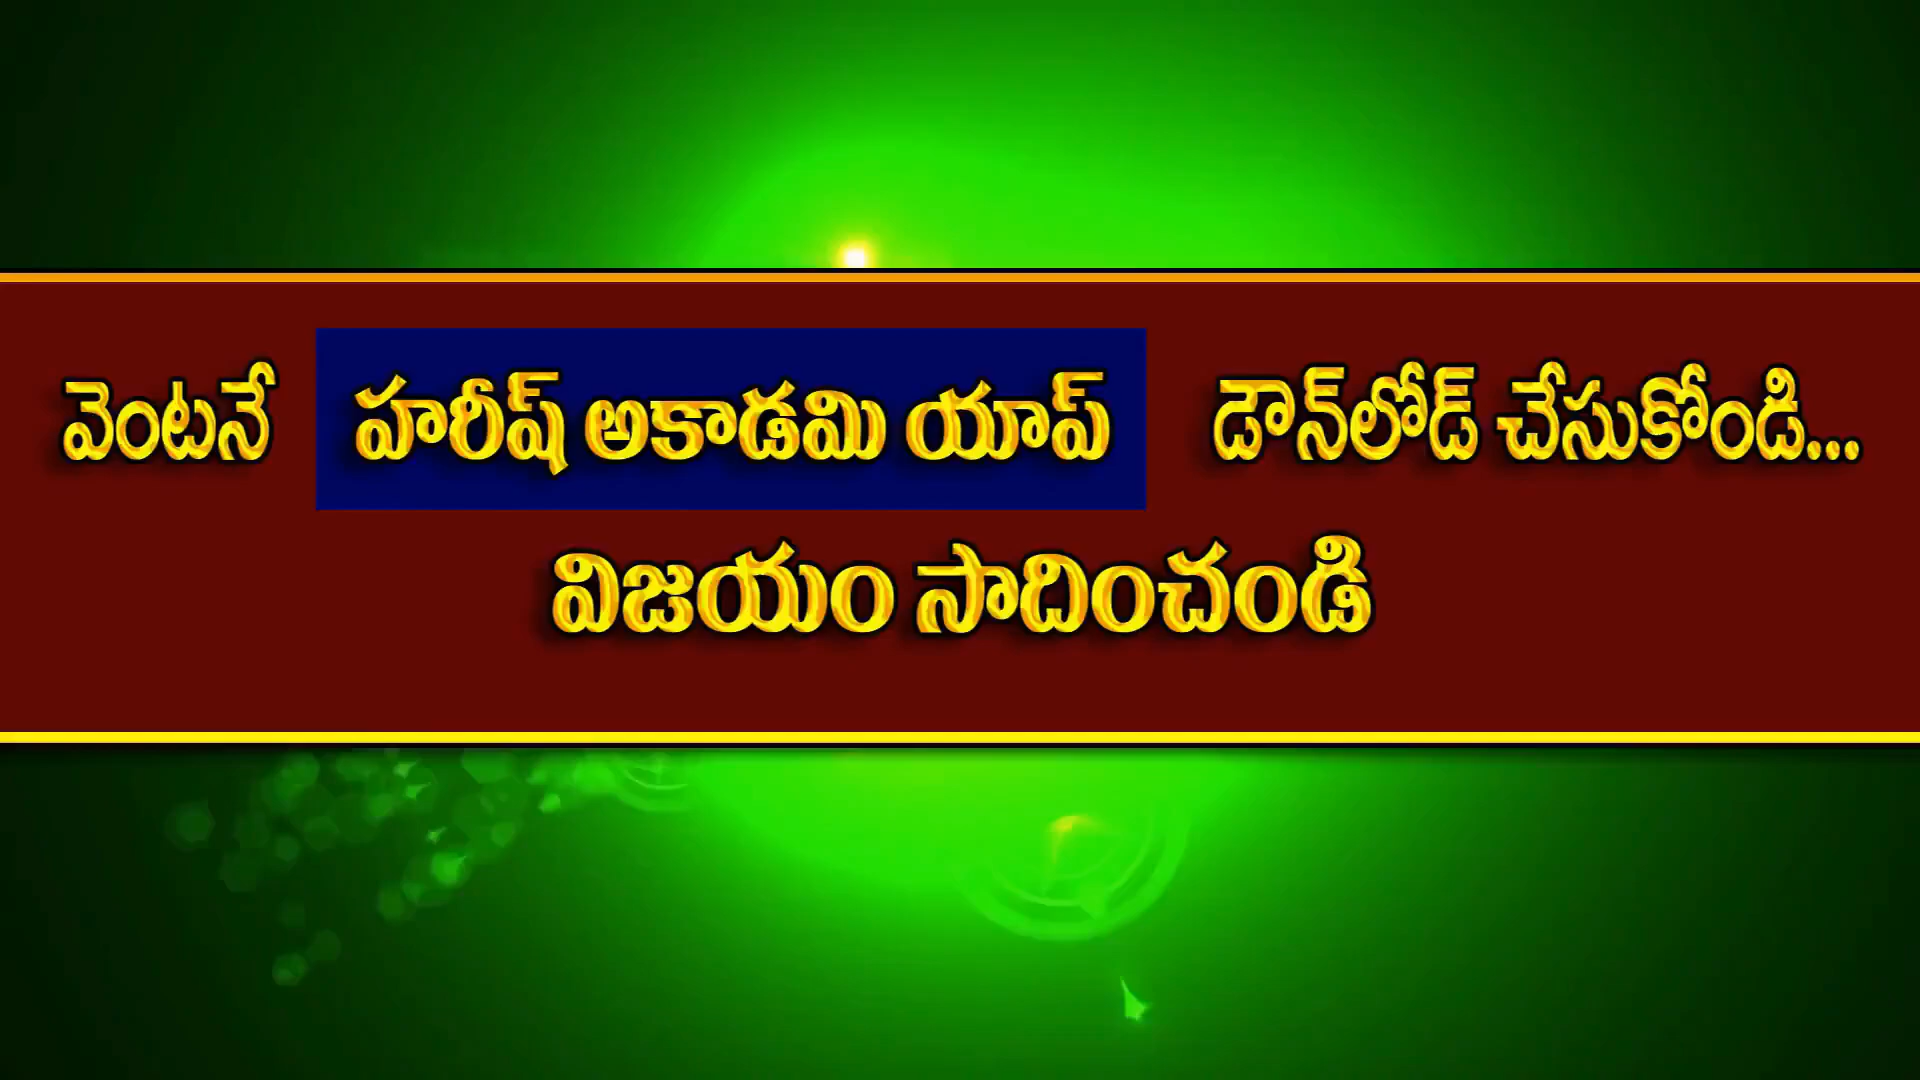 వెంటనే హరీష్ అకాడమి యాప్ డౌన్‌లోడ్ చేసుకోండి...
విజయం సాదించండి